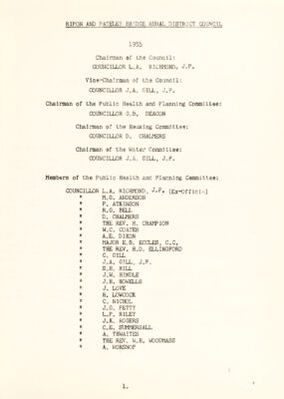 RIPON AND PATELEY BRIDGE RURAL DISTRICT COUNCIL
1955
Chairman of the Council:
COUNCILLOR L.A. RICHMOND, J.P.
Vice-Chairman of the Council:
COUNCILLOR J.A. GILL, J.P.
Chairman of the Public Health and Planning Committee:
COUNCILLOR G.B. DEACON
Chairman of the Housing Committee:
COUNCILLOR D. CHALMERS
Chairman of the Water Committee:
COUNCILLOR J.A. GILL, J.P.
Members of the Public Health and Planning Committee:
COUNCILLOR L.A. RICHMOND, J.P. (Ex-Officio)
" M.D. ANDERSON
" F. ATKINSON
" R.G. BELL
" D. CHALMERS
" THE REV. H. CHAMPION
" W.C. COATES
" A.E. DIXON
" MAJOR E.B. ECCLES, C.C.
" THE REV. H.D. ELLINGFORD
" C. GILL
" J.A. GILL, J.P.
" E.R. HILL
" J.W. HINDLE
" J.H. HOWELLS
" J. LOVE
" H. LOWCOCK
" C. NICHOL
" J.G. PETTY
" L.P. RILEY
" J.K. ROGERS
" C.E. SUMMERSALL
" A. THWAITES
" THE REV. W.H. WOODMASS
" A. WORSNOP
1.